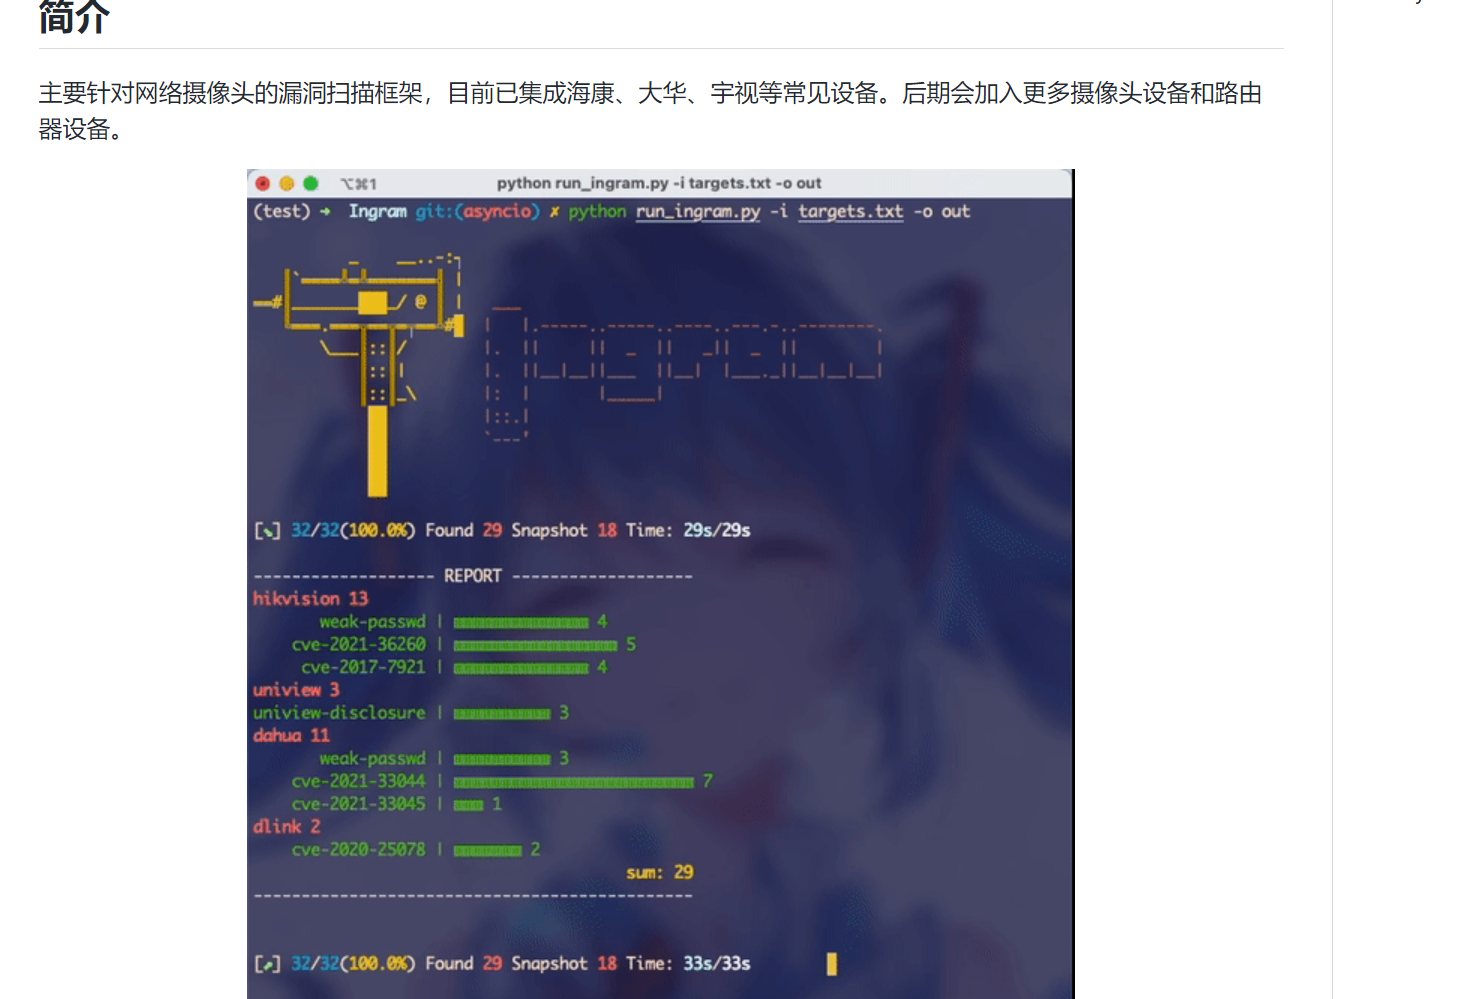 简介
主要针对网络摄像头的漏洞扫描框架，目前已集成海康、大华、宇视等常见设备。后期会加入更多摄像头设备和路由
器设备。
⌥⌘1 python run_ingram.py -i targets.txt -o out
(test) ➜ Ingram git:(asyncio) ✗ python run_ingram.py -i targets.txt -o out
Ingram
32/32(100.0%) Found 29 Snapshot 18 Time: 29s/29s
------------------- REPORT -------------------
hikvision 13
weak-passwd | 4
cve-2021-36260 | 5
cve-2017-7921 | 4
uniview 3
uniview-disclosure | 3
dahua 11
weak-passwd | 3
cve-2021-33044 | 7
cve-2021-33045 | 1
dlink 2
cve-2020-25078 | 2
sum: 29
----------------------------------------------
32/32(100.0%) Found 29 Snapshot 18 Time: 33s/33s